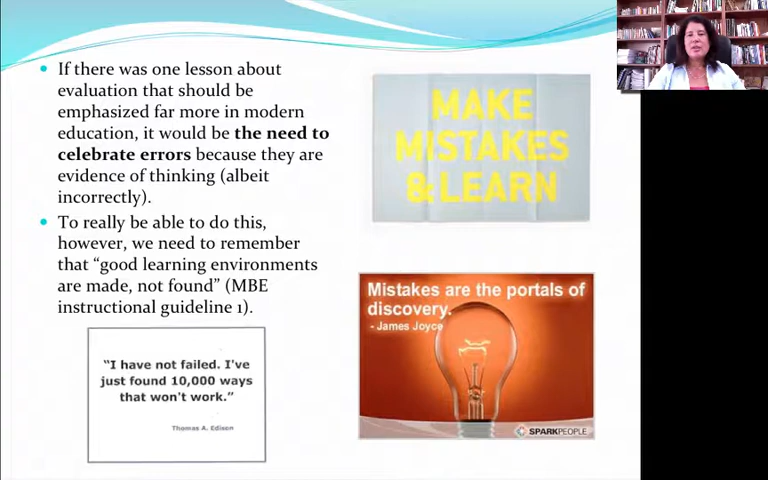 If there was one lesson about
evaluation that should be
emphasized far more in modern
education, it would be the need to
celebrate errors because they are
evidence of thinking (albeit
incorrectly).
To really be able to do this,
however, we need to remember
that “good learning environments
are made, not found” (MBE
instructional guideline 1).
"I have not failed. I've
just found 10,000 ways
that won't work."
Thomas A. Edison
MAKE
MISTAKES
& LEARN
Mistakes are the portals of
discovery.
- James Joyce
SPARKPEOPLE